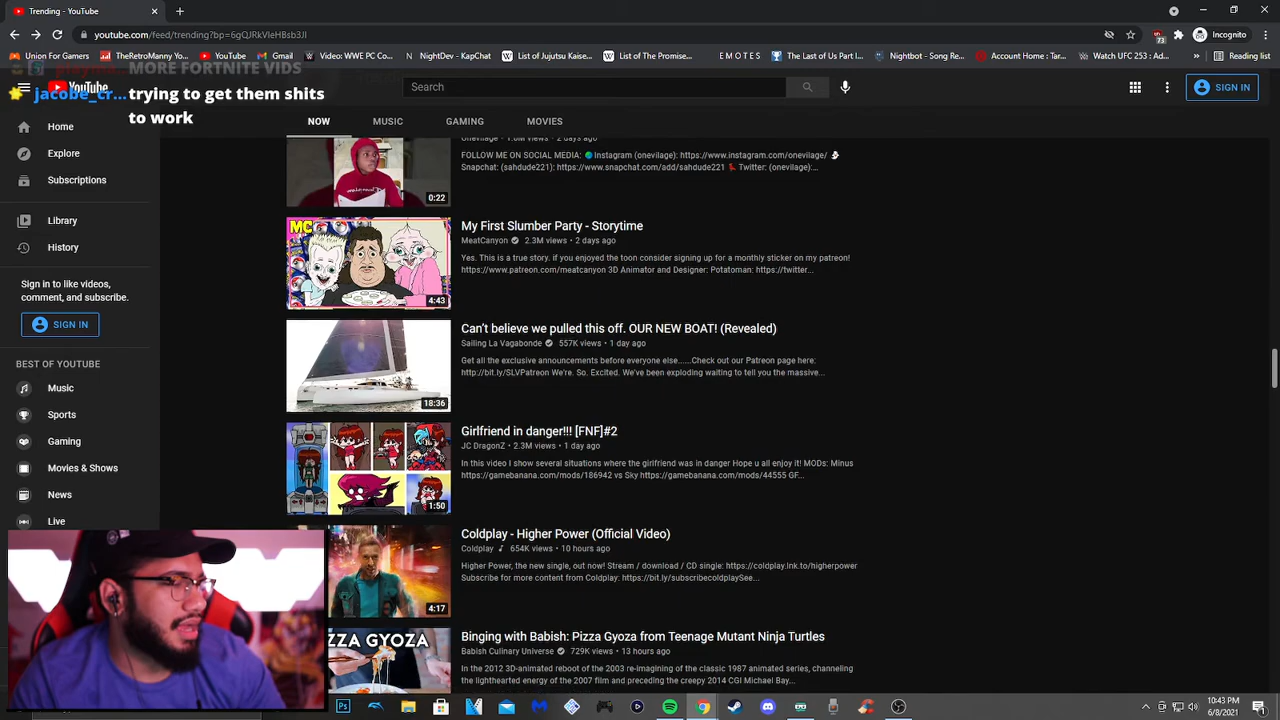 Trending - YouTube
youtube.com/feed/trending?bp=6gQJRkVleHBsb3JI
Incognito
Union For Gamers
TheRetroManny (Yo...
YouTube
Gmail
Video: WWE PC Co...
NightDev - KapChat
List of Jujutsu Kais...
List of The Promise...
E M O T E S
The Last of Us Part I...
Nightbot - Song Re...
Account Home : Tar...
Watch UFC 253: Ad...
Reading list
MORE FORTNITE VIDS
YouTube
Search
SIGN IN
jacobe_cr... trying to get them shits
to work
NOW
MUSIC
GAMING
MOVIES
Home
Explore
Subscriptions
Library
History
Sign in to like videos,
comment, and subscribe.
SIGN IN
BEST OF YOUTUBE
Music
Sports
Gaming
Movies & Shows
News
Live
Onevilage • 1.6M views • 2 days ago
FOLLOW ME ON SOCIAL MEDIA: Instagram (onevilage): https://www.instagram.com/onevilage/
Snapchat: (sahdude221): https://www.snapchat.com/add/sahdude221 Twitter: (onevilage):...
0:22
MC
4:43
My First Slumber Party - Storytime
MeatCanyon 2.3M views • 2 days ago
Yes. This is a true story. if you enjoyed the toon consider signing up for a monthly sticker on my patreon!
https://www.patreon.com/meatcanyon 3D Animator and Designer: Potatoman: https://twitter...
18:36
Can't believe we pulled this off. OUR NEW BOAT! (Revealed)
Sailing La Vagabonde 557K views • 1 day ago
Get all the exclusive announcements before everyone else......Check out our Patreon page here:
http://bit.ly/SLVPatreon We're. So. Excited. We've been exploding waiting to tell you the massive...
1:50
Girlfriend in danger!!! [FNF]#2
JC DragonZ • 2.3M views • 1 day ago
In this video I show several situations where the girlfriend was in danger Hope u all enjoy it! MODs: Minus
https://gamebanana.com/mods/186942 vs Sky https://gamebanana.com/mods/44555 GF...
4:17
Coldplay - Higher Power (Official Video)
Coldplay 654K views • 10 hours ago
Higher Power, the new single, out now! Stream / download / CD single: https://coldplay.lnk.to/higherpower
Subscribe for more content from Coldplay: https://bit.ly/subscribecoldplaySee...
ZZA GYOZA
Binging with Babish: Pizza Gyoza from Teenage Mutant Ninja Turtles
Babish Culinary Universe 729K views • 13 hours ago
In the 2012 3D-animated reboot of the 2003 re-imagining of the classic 1987 animated series, channeling
the lighthearted energy of the 2007 film and preceding the creepy 2014 CGI Michael Bay...
Ps
10:43 PM
6/8/2021